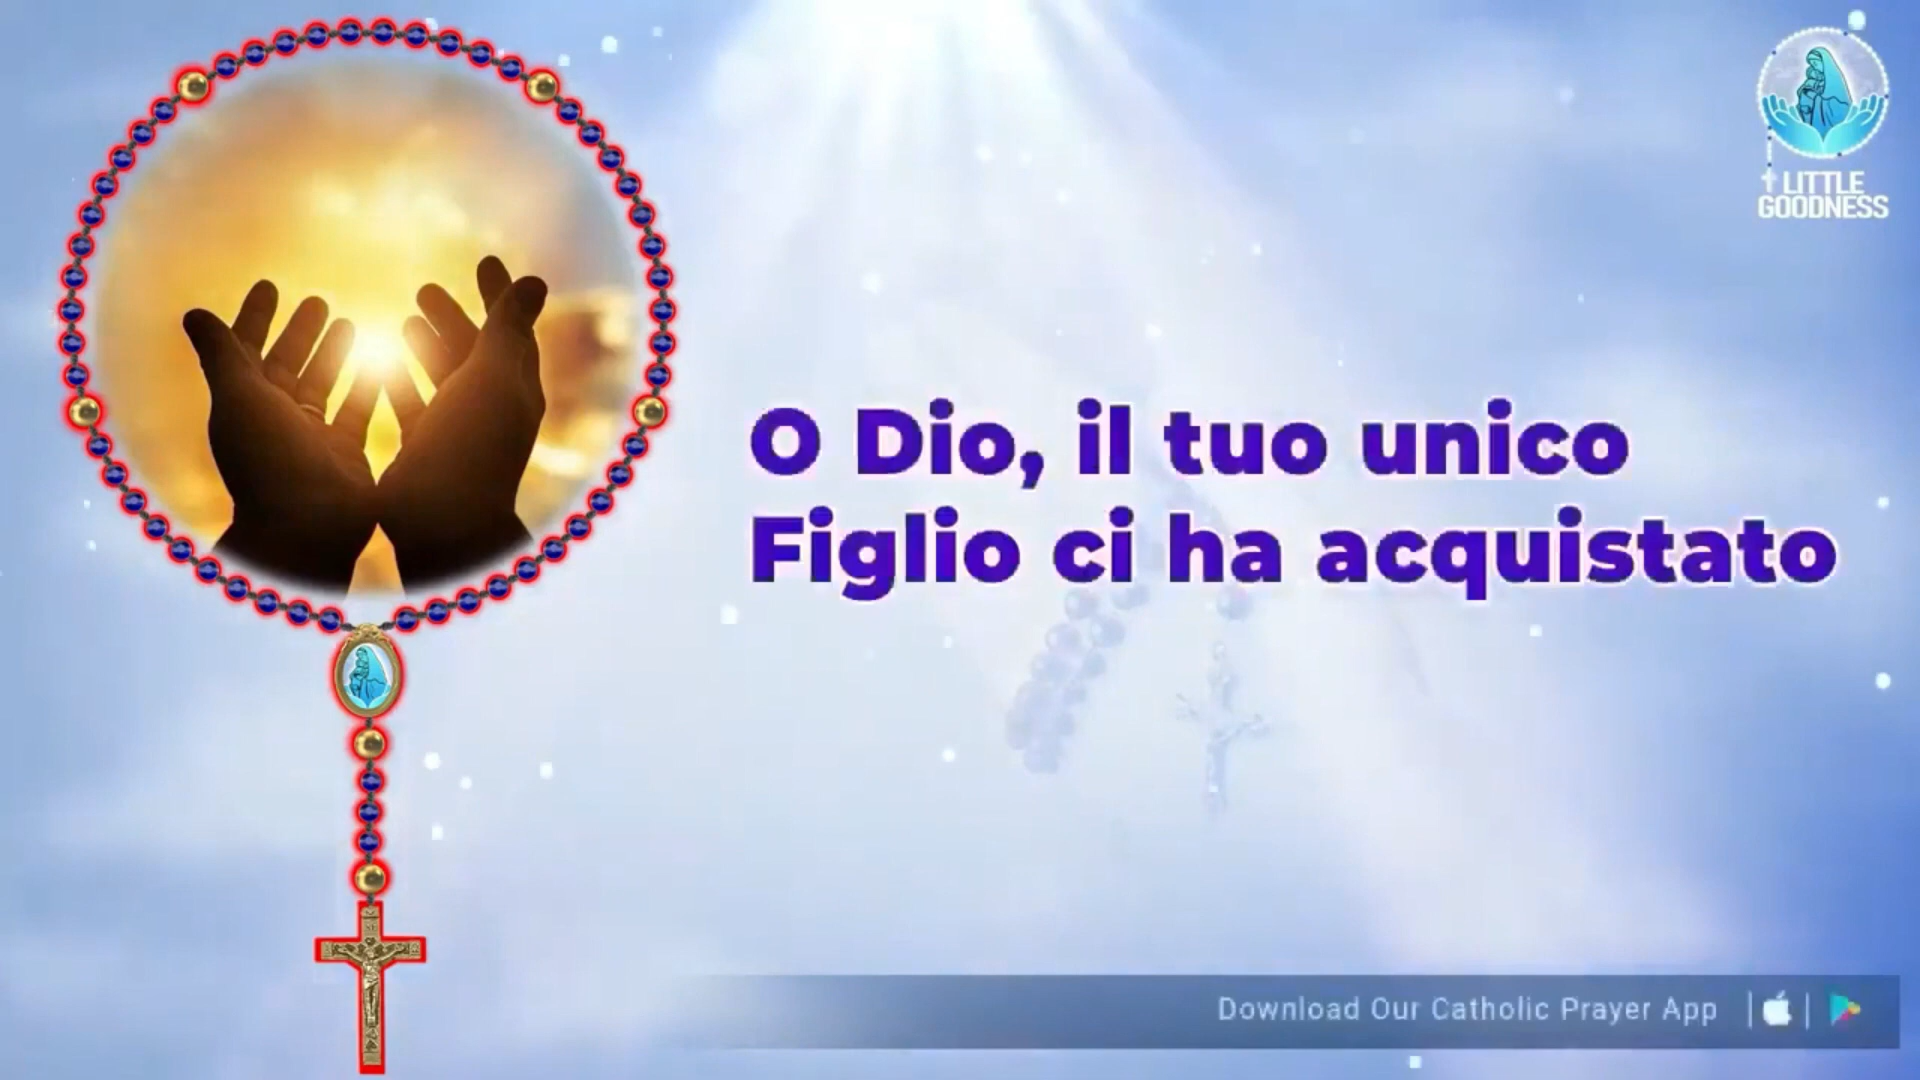 LITTLE
GOODNESS
O Dio, il tuo unico
Figlio ci ha acquistato
Download Our Catholic Prayer App